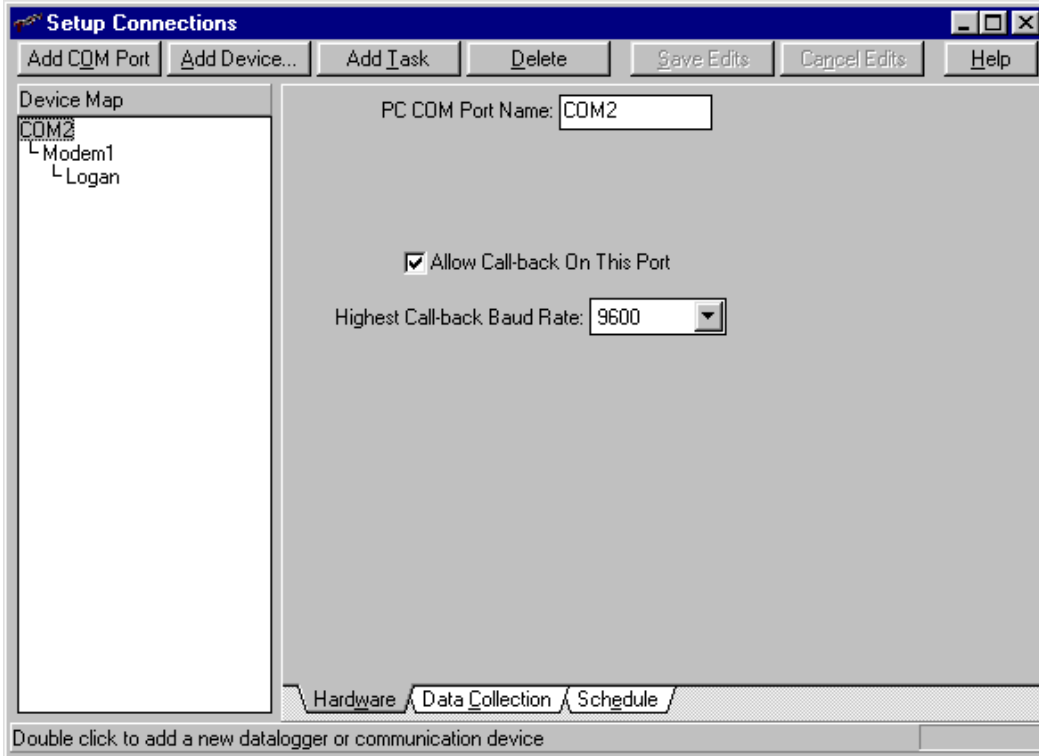 Setup Connections
Add COM Port Add Device... Add Task Delete Save Edits Cancel Edits Help
Device Map
COM2
Modem1
Logan
PC COM Port Name: COM2
Allow Call-back On This Port
Highest Call-back Baud Rate: 9600
Hardware Data Collection Schedule
Double click to add a new datalogger or communication device